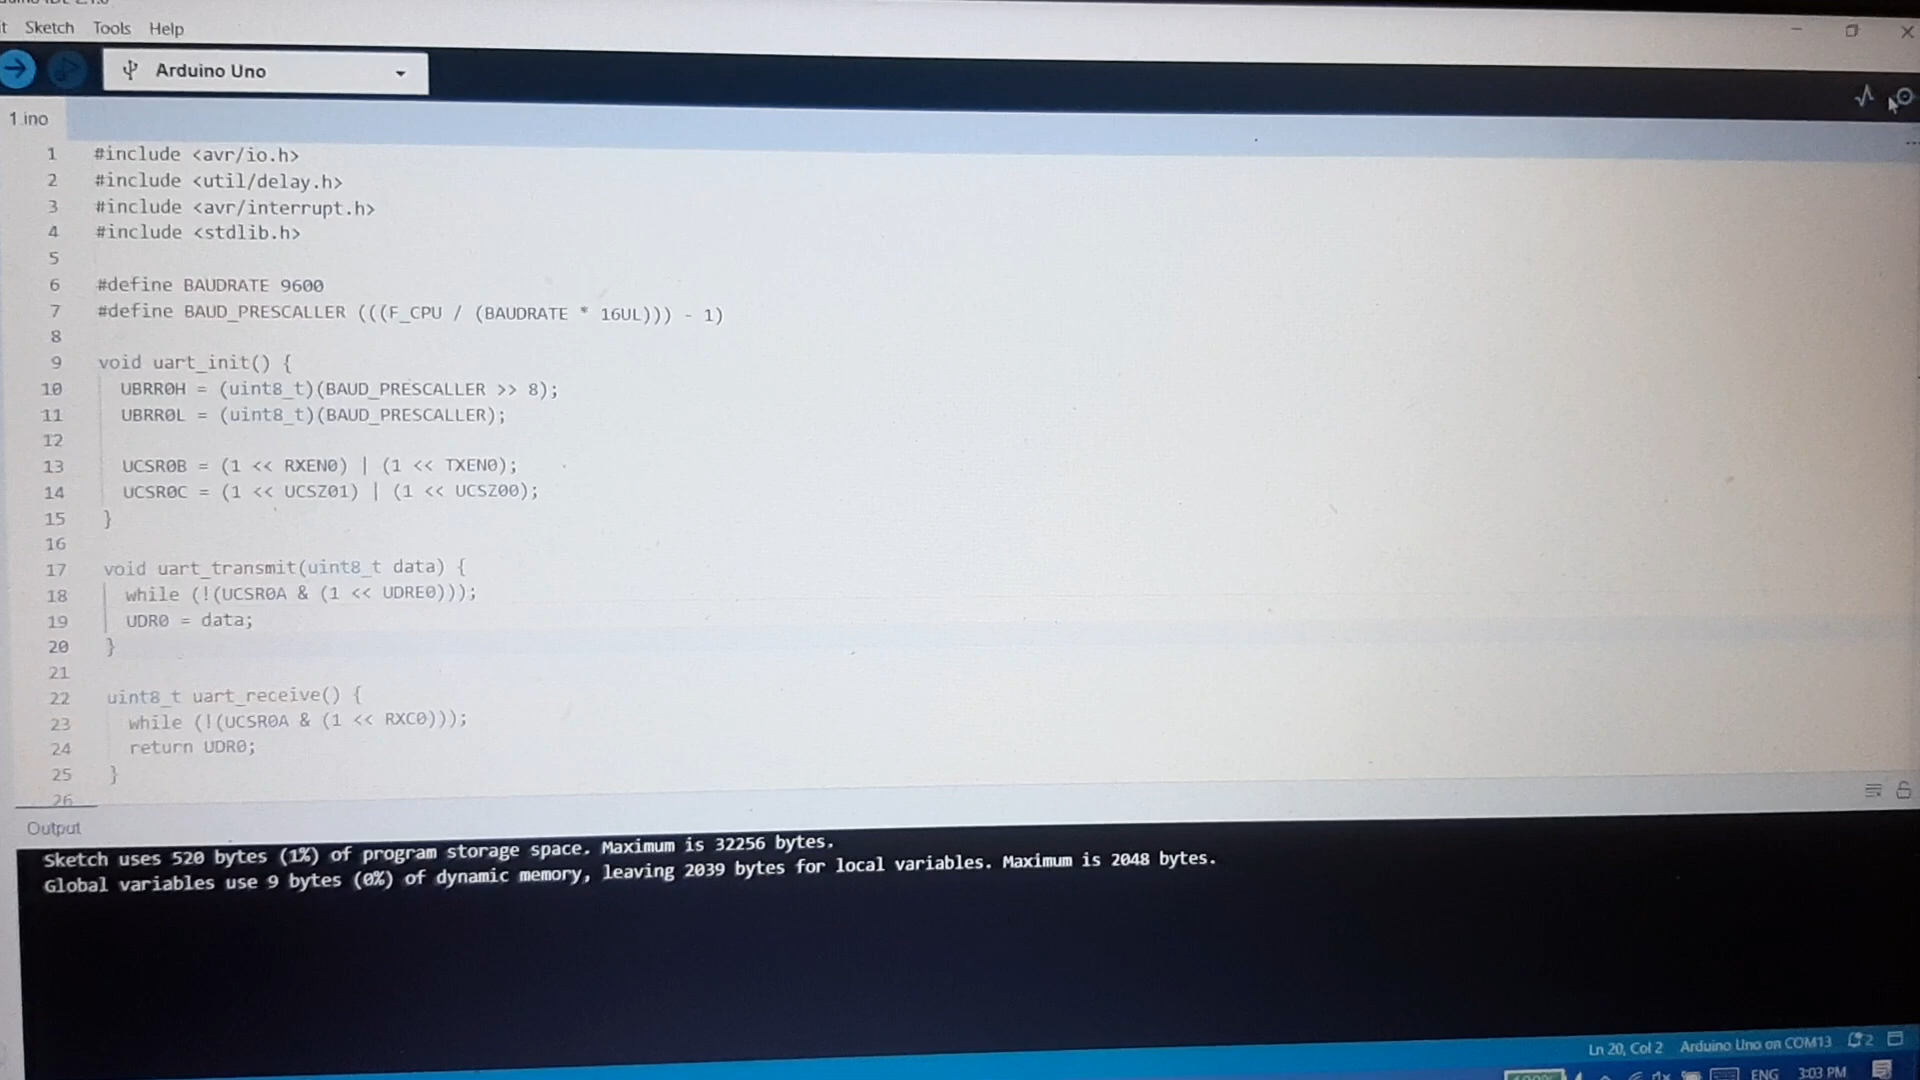 Sketch Tools Help
Arduino Uno
1.ino
1 #include <avr/io.h>
2 #include <util/delay.h>
3 #include <avr/interrupt.h>
4 #include <stdlib.h>
5
6 #define BAUDRATE 9600
7 #define BAUD_PRESCALLER (((F_CPU / (BAUDRATE * 16UL))) - 1)
8
9 void uart_init() {
10 UBRR0H = (uint8_t)(BAUD_PRESCALLER >> 8);
11 UBRR0L = (uint8_t)(BAUD_PRESCALLER);
12
13 UCSR0B = (1 << RXEN0) | (1 << TXEN0);
14 UCSR0C = (1 << UCSZ01) | (1 << UCSZ00);
15 }
16
17 void uart_transmit(uint8_t data) {
18 while (!(UCSR0A & (1 << UDRE0)));
19 UDR0 = data;
20 }
21
22 uint8_t uart_receive() {
23 while (!(UCSR0A & (1 << RXC0)));
24 return UDR0;
25 }
26
Output
Sketch uses 520 bytes (1%) of program storage space. Maximum is 32256 bytes.
Global variables use 9 bytes (0%) of dynamic memory, leaving 2039 bytes for local variables. Maximum is 2048 bytes.
Ln 20, Col 2 Arduino Uno on COM13 2
ENG 3:03 PM